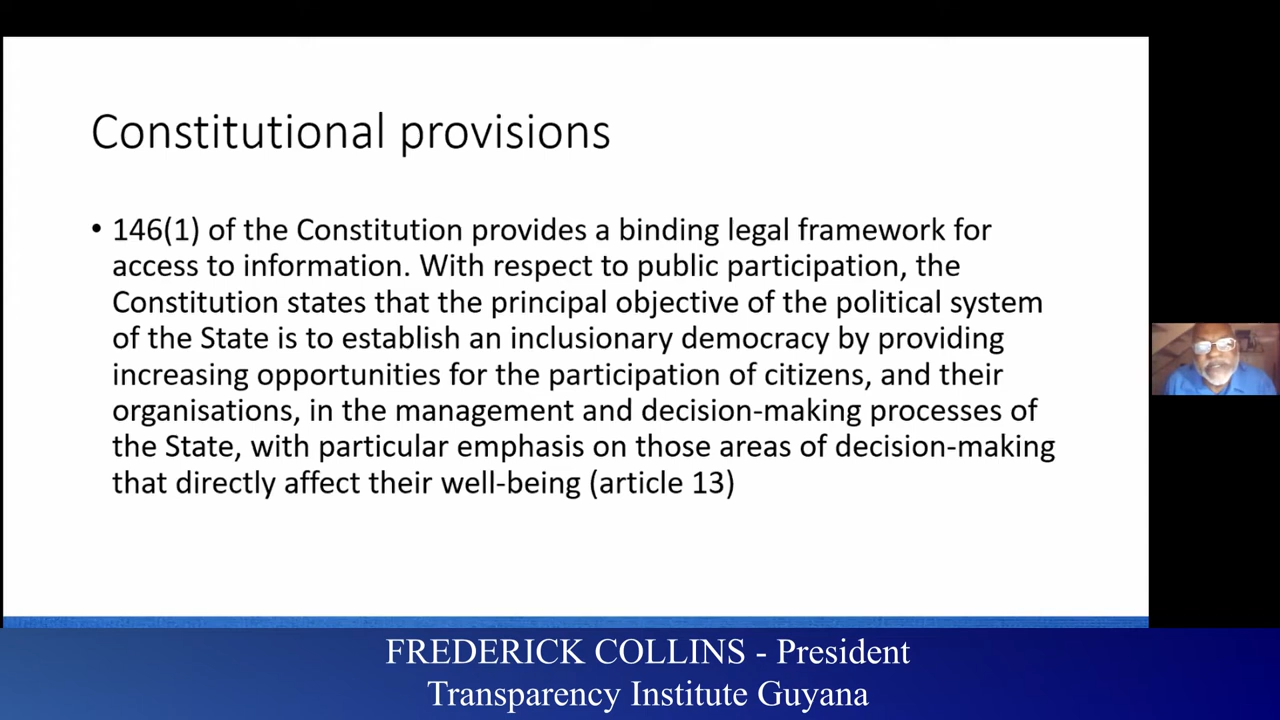 Constitutional provisions
• 146(1) of the Constitution provides a binding legal framework for
access to information. With respect to public participation, the
Constitution states that the principal objective of the political system
of the State is to establish an inclusionary democracy by providing
increasing opportunities for the participation of citizens, and their
organisations, in the management and decision-making processes of
the State, with particular emphasis on those areas of decision-making
that directly affect their well-being (article 13)
FREDERICK COLLINS - President
Transparency Institute Guyana